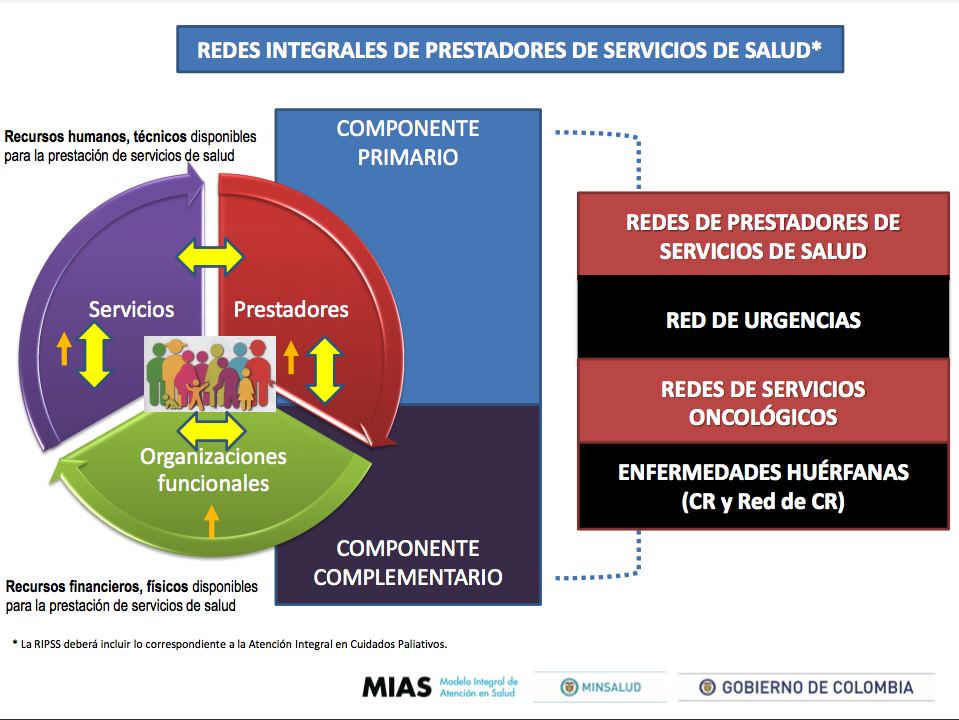 REDES INTEGRALES DE PRESTADORES DE SERVICIOS DE SALUD*
Recursos humanos, técnicos disponibles
para la prestación de servicios de salud
COMPONENTE
PRIMARIO
Servicios
Prestadores
Organizaciones
funcionales
COMPONENTE
COMPLEMENTARIO
Recursos financieros, físicos disponibles
para la prestación de servicios de salud
REDES DE PRESTADORES DE
SERVICIOS DE SALUD
RED DE URGENCIAS
REDES DE SERVICIOS
ONCOLÓGICOS
ENFERMEDADES HUÉRFANAS
(CR y Red de CR)
* La RIPSS deberá incluir lo correspondiente a la Atención Integral en Cuidados Paliativos.
MIAS Modelo Integral de
Atención en Salud
MINSALUD
GOBIERNO DE COLOMBIA